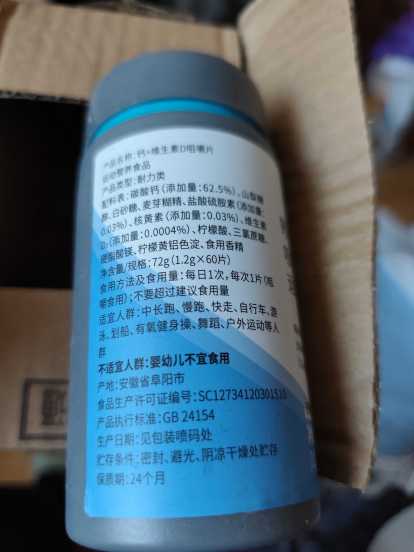 产品名称: 钙+维生素D咀嚼片
运动营养食品
产品类型: 耐力类
配料表: 碳酸钙 (添加量: 62.5%)、山梨糖
醇、白砂糖、麦芽糊精、盐酸硫胺素 (添加量:
0.03%)、核黄素 (添加量: 0.03%)、维生素
D₃ (添加量: 0.0004%)、柠檬酸、三氯蔗糖、
硬脂酸镁、柠檬黄铝色淀、食用香精
净含量/规格: 72g (1.2g×60片)
食用方法及食用量: 每日1次, 每次1片 (咀
嚼食用); 不要超过建议食用量
适宜人群: 中长跑、慢跑、快走、自行车、游
泳、划船、有氧健身操、舞蹈、户外运动等人
群
不适宜人群: 婴幼儿不宜食用
产地: 安徽省阜阳市
食品生产许可证编号: SC12734120301510
产品执行标准: GB 24154
生产日期: 见包装喷码处
贮存条件: 密封、避光、阴凉干燥处贮存
保质期: 24个月